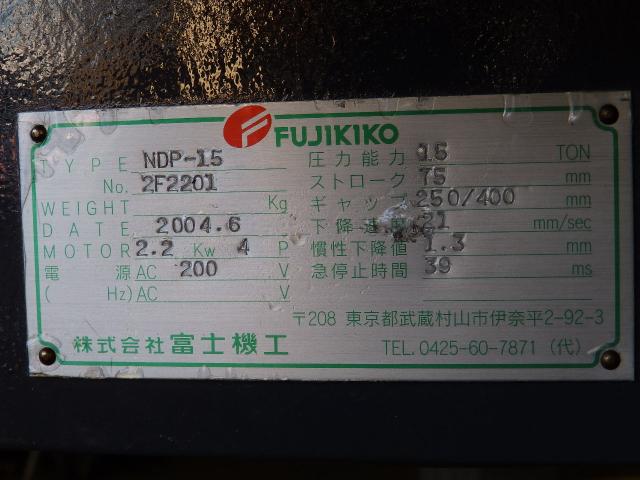 FUJIKIKO
TYPE NDP-15 圧力能力 15 TON
No. 2F2201 ストローク 75 mm
WEIGHT Kg ギャップ 250/400 mm
DATE 2004.6 下降速度 21 mm/sec
MOTOR 2.2 Kw 4 P 慣性下降値 1.3 mm
電源 AC 200 V 急停止時間 39 ms
( Hz) AC V
〒208 東京都武蔵村山市伊奈平2-92-3
株式会社 富士機工 TEL.0425-60-7871 (代)